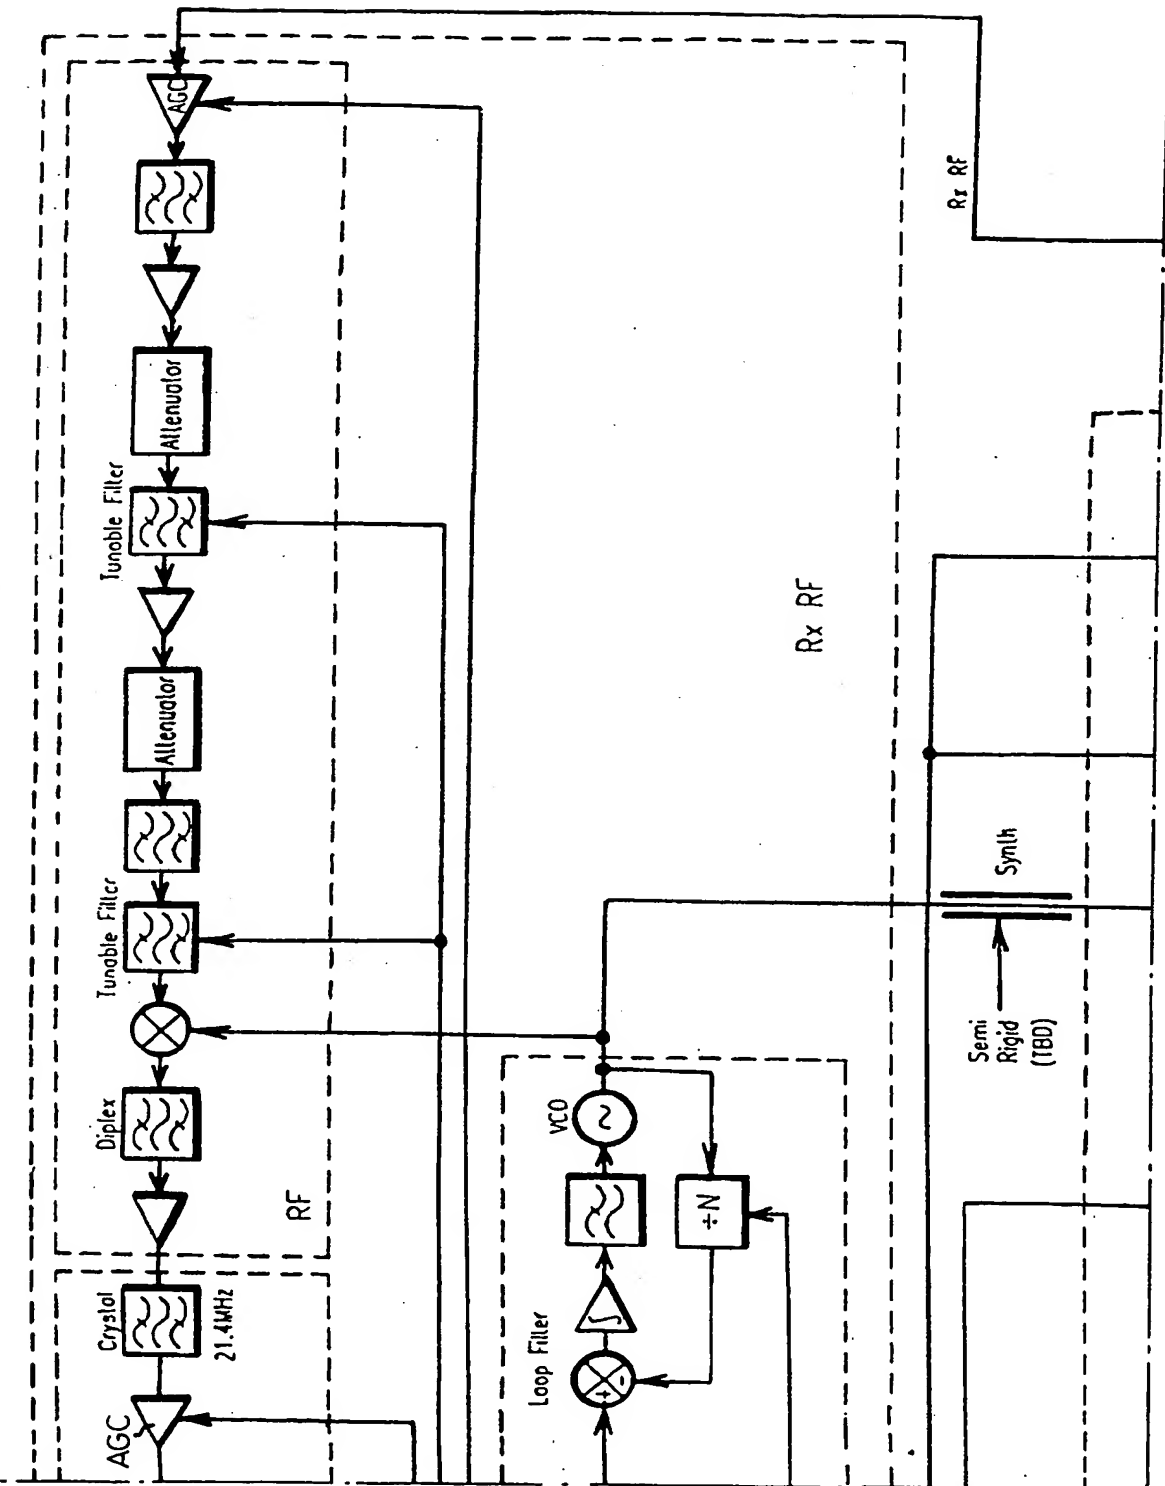 AGC
Rx RF
Attenuator
Tunable Filter
Rx RF
Attenuator
Synth
Tunable Filter
Semi
Rigid
(TBD)
Diplex
VCO
~
RF
÷N
Crystal
21.4MHz
Loop Filter
∫
+
-
AGC